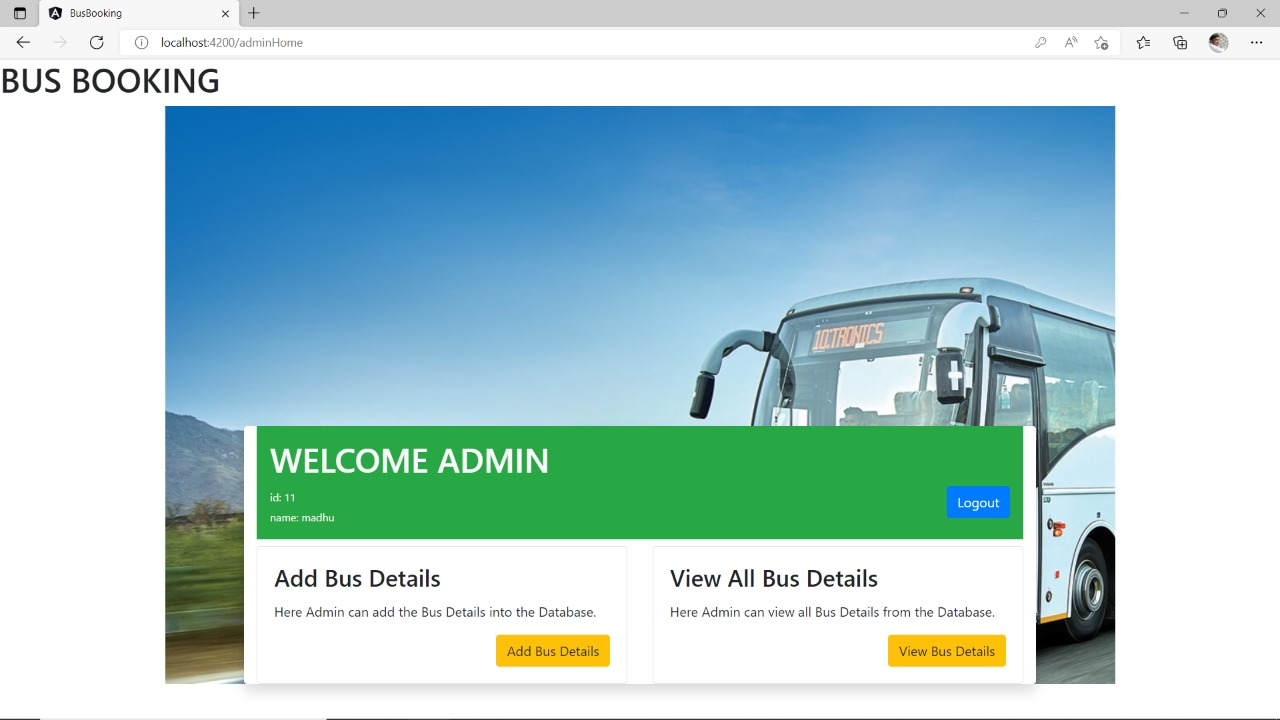 BusBooking
localhost:4200/adminHome
BUS BOOKING
10:TRONICS
WELCOME ADMIN
id: 11
name: madhu
Logout
Add Bus Details
Here Admin can add the Bus Details into the Database.
Add Bus Details
View All Bus Details
Here Admin can view all Bus Details from the Database.
View Bus Details